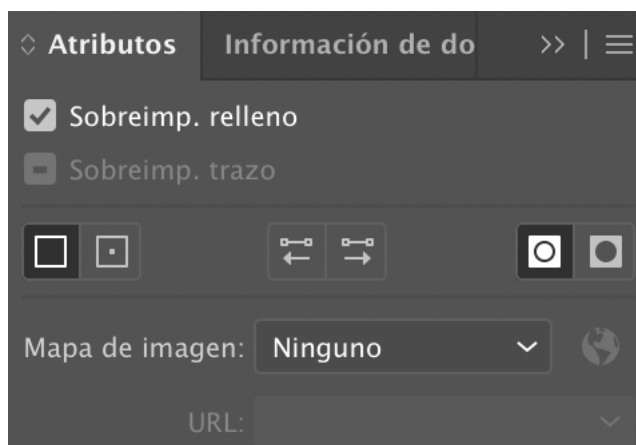 Atributos Información de do
Sobreimp. relleno
Sobreimp. trazo
Mapa de imagen: Ninguno
URL: